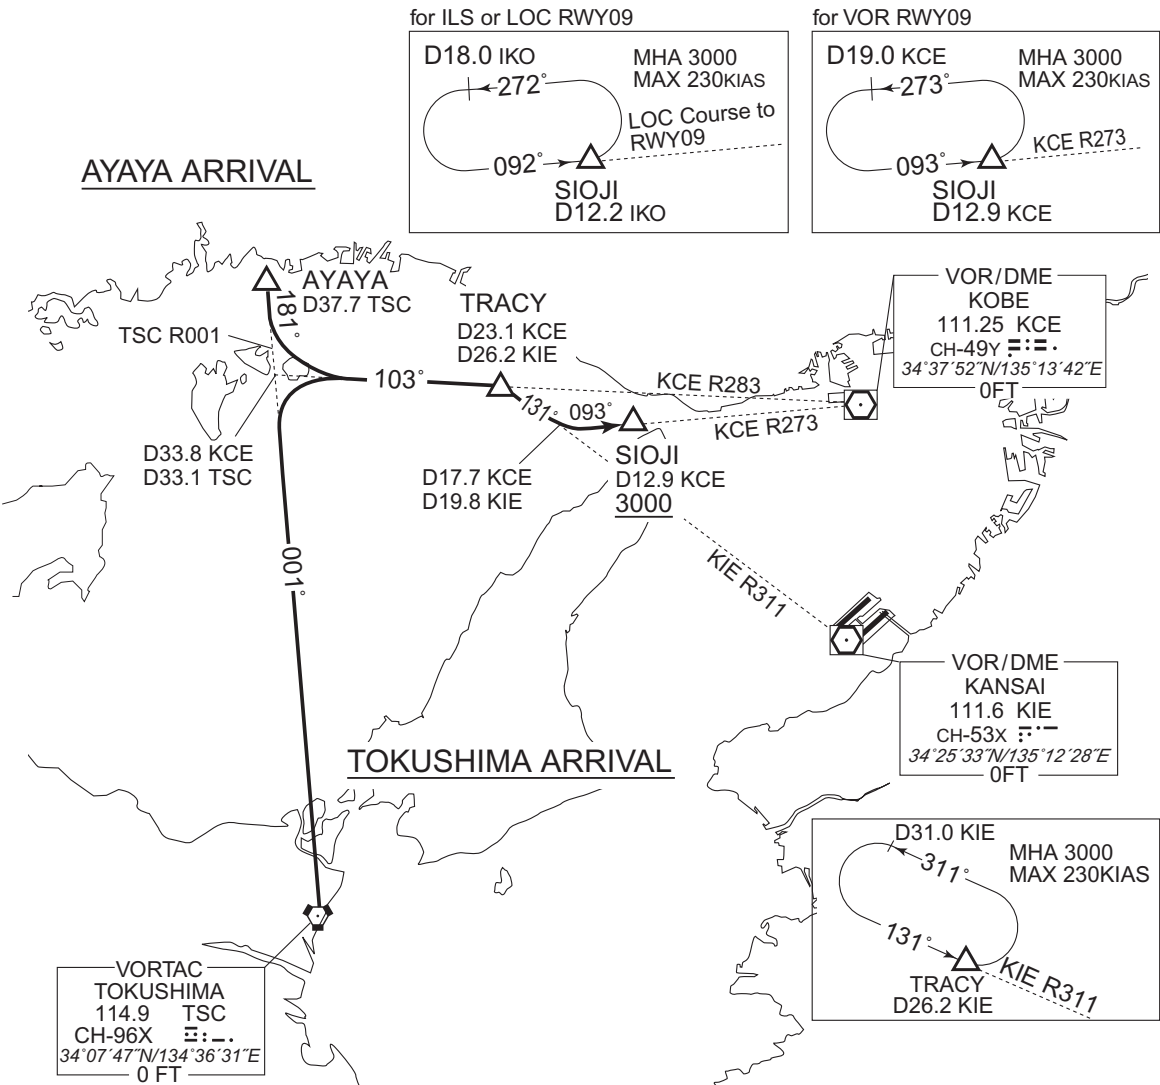 for ILS or LOC RWY09
D18.0 IKO
MHA 3000
MAX 230KIAS
272°
LOC Course to
RWY09
092°
SIOJI
D12.2 IKO
for VOR RWY09
D19.0 KCE
MHA 3000
MAX 230KIAS
273°
KCE R273
093°
SIOJI
D12.9 KCE
AYAYA ARRIVAL
AYAYA
D37.7 TSC
181°
TSC R001
TRACY
D23.1 KCE
D26.2 KIE
103°
KCE R283
131°
093°
KCE R273
D33.8 KCE
D33.1 TSC
D17.7 KCE
D19.8 KIE
SIOJI
D12.9 KCE
3000
VOR/DME
KOBE
111.25 KCE
CH-49Y
34°37´52˝N/135°13´42˝E
0FT
001°
KIE R311
VOR/DME
KANSAI
111.6 KIE
CH-53X
34°25´33˝N/135°12´28˝E
0FT
TOKUSHIMA ARRIVAL
D31.0 KIE
MHA 3000
MAX 230KIAS
311°
131°
TRACY
D26.2 KIE
KIE R311
VORTAC
TOKUSHIMA
114.9 TSC
CH-96X
34°07´47˝N/134°36´31˝E
0 FT